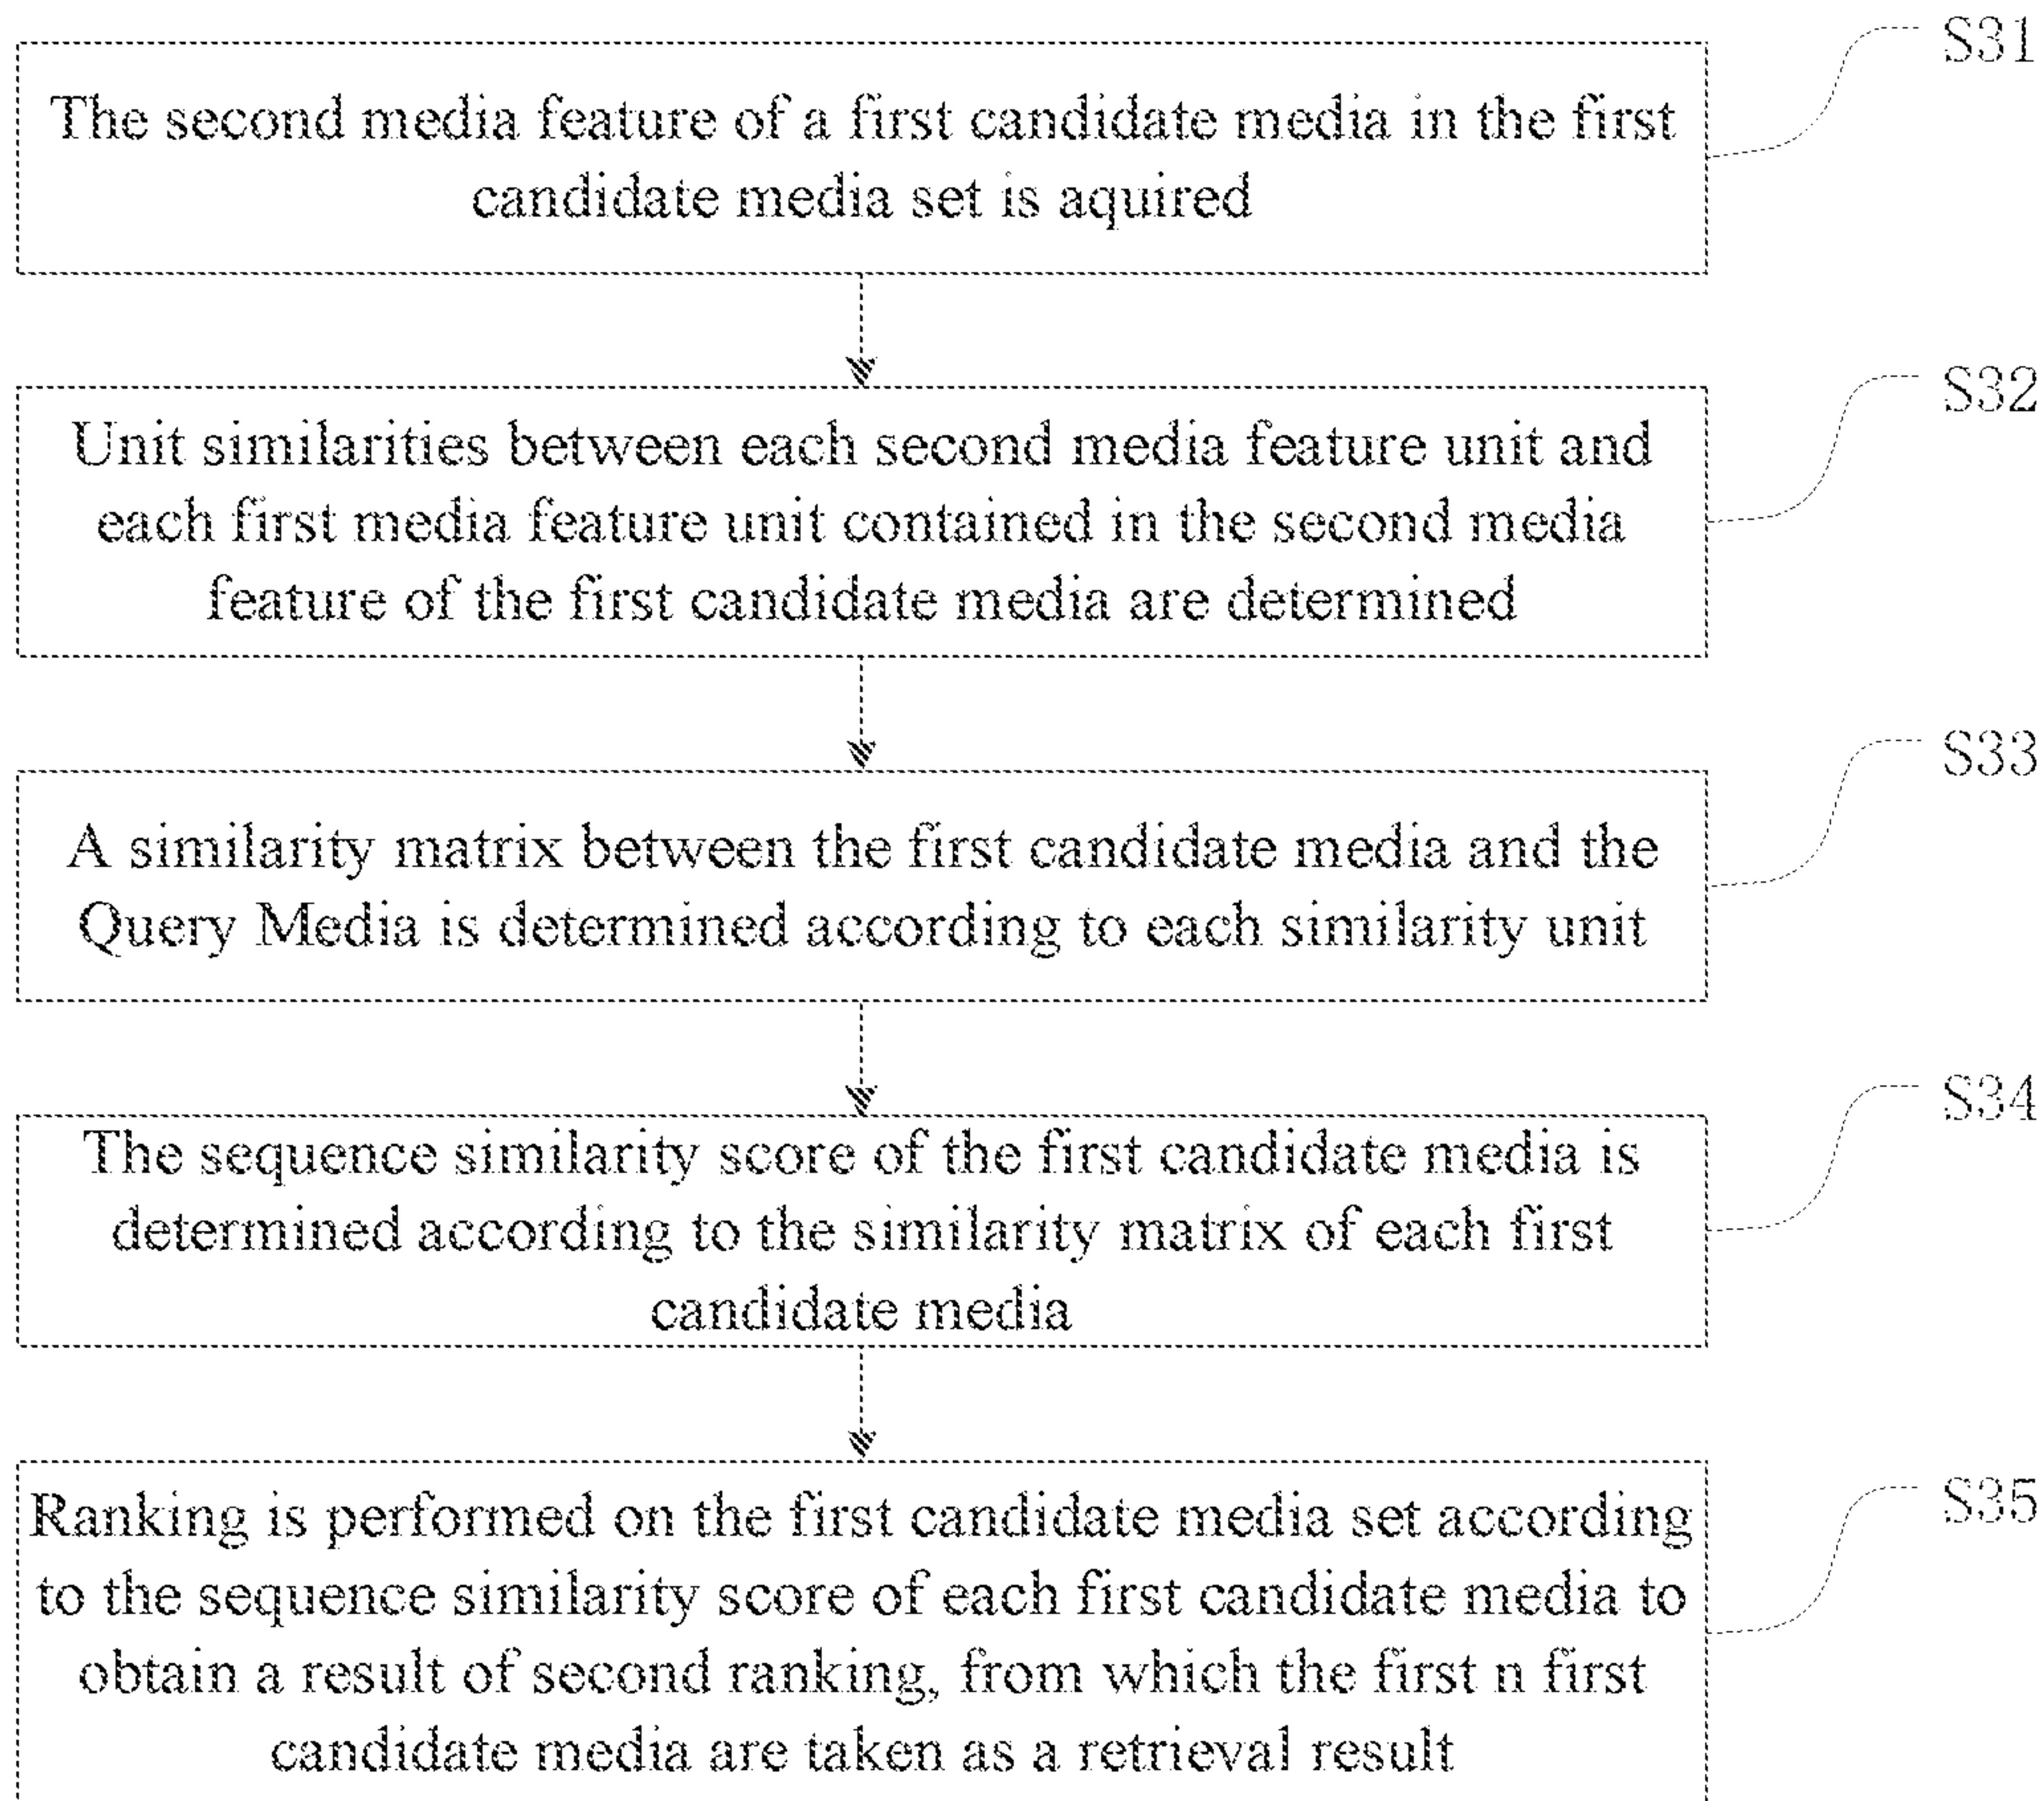 S31
The second media feature of a first candidate media in the first
candidate media set is aquired
S32
Unit similarities between each second media feature unit and
each first media feature unit contained in the second media
feature of the first candidate media are determined
S33
A similarity matrix between the first candidate media and the
Query Media is determined according to each similarity unit
S34
The sequence similarity score of the first candidate media is
determined according to the similarity matrix of each first
candidate media
S35
Ranking is performed on the first candidate media set according
to the sequence similarity score of each first candidate media to
obtain a result of second ranking, from which the first n first
candidate media are taken as a retrieval result